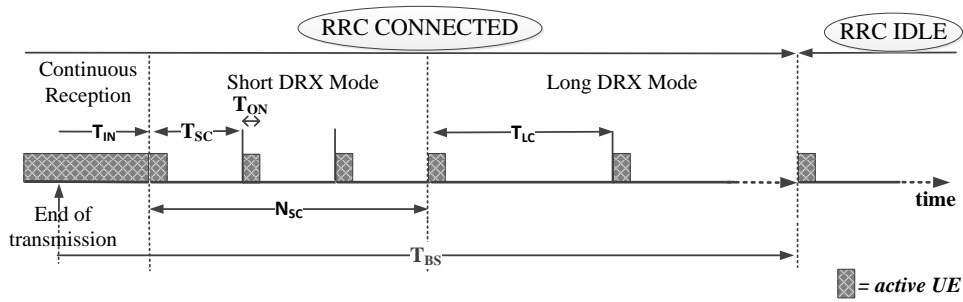 RRC CONNECTED
RRC IDLE
Continuous
Reception
Short DRX Mode
Long DRX Mode
TON
TIN
TSC
TLC
NSC
time
End of
transmission
TBS
= active UE